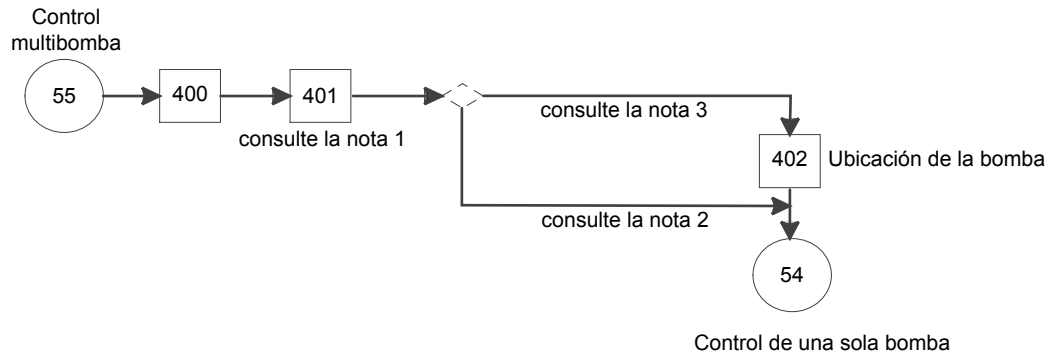 Control
multibomba
55
400
401
consulte la nota 1
consulte la nota 3
402
Ubicación de la bomba
consulte la nota 2
54
Control de una sola bomba